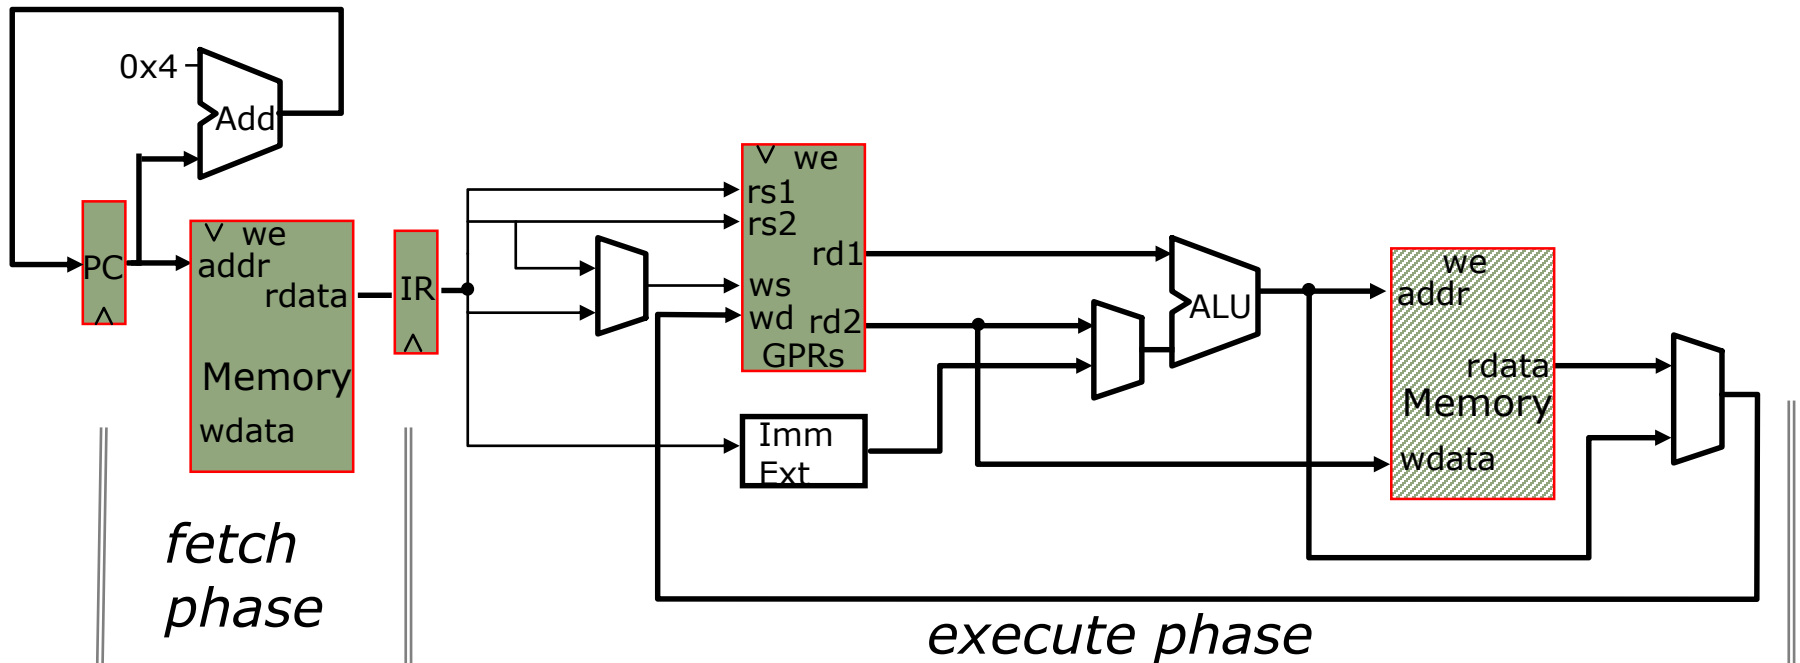 0x4
Add
PC
we
addr
rdata
Memory
wdata
IR
we
rs1
rs2
rd1
ws
wd
rd2
GPRs
Imm
Ext
ALU
we
addr
rdata
Memory
wdata
fetch
phase
execute phase